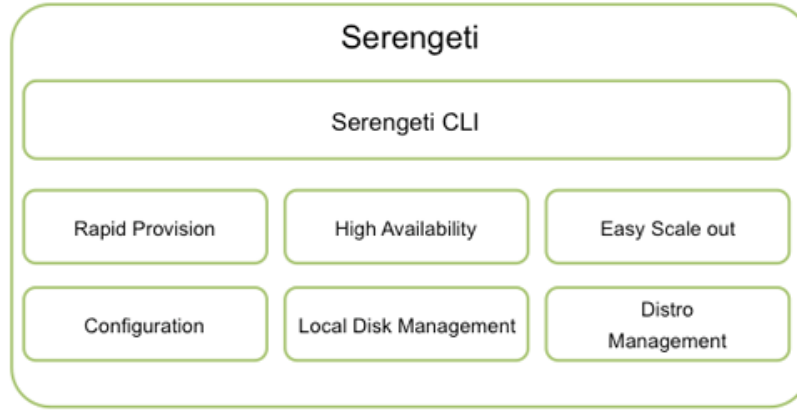 Serengeti
Serengeti CLI
Rapid Provision
High Availability
Easy Scale out
Configuration
Local Disk Management
Distro
Management